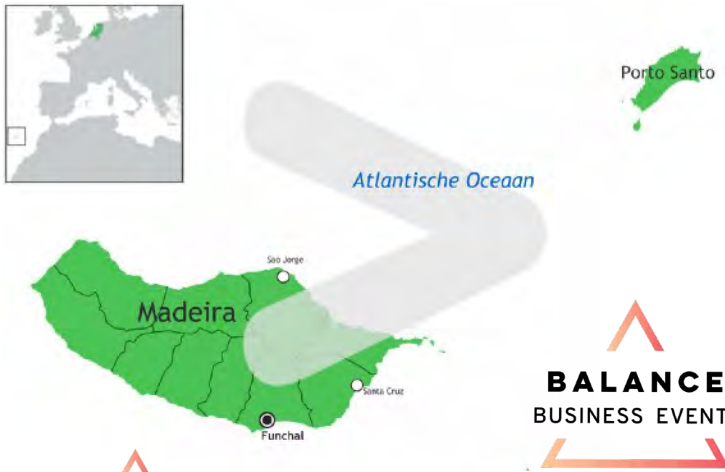 Porto Santo
Atlantische Oceaan
Sao Jorge
Madeira
Santa Cruz
Funchal
BALANCE
BUSINESS EVENT